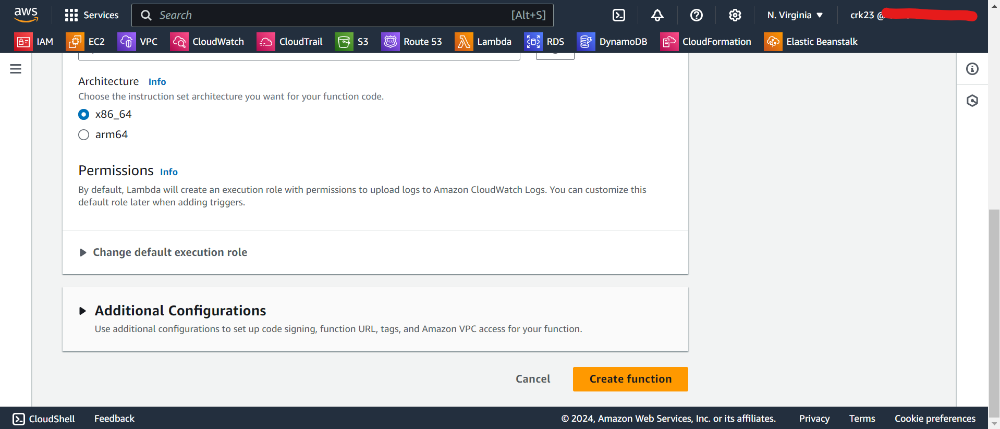 aws
Services
Search [Alt+S]
N. Virginia
crk23 @
IAM EC2 VPC CloudWatch CloudTrail S3 53 Route 53 Lambda RDS DynamoDB CloudFormation Elastic Beanstalk
Architecture Info
Choose the instruction set architecture you want for your function code.
x86_64
arm64
Permissions Info
By default, Lambda will create an execution role with permissions to upload logs to Amazon CloudWatch Logs. You can customize this
default role later when adding triggers.
Change default execution role
Additional Configurations
Use additional configurations to set up code signing, function URL, tags, and Amazon VPC access for your function.
Cancel Create function
CloudShell Feedback © 2024, Amazon Web Services, Inc. or its affiliates. Privacy Terms Cookie preferences